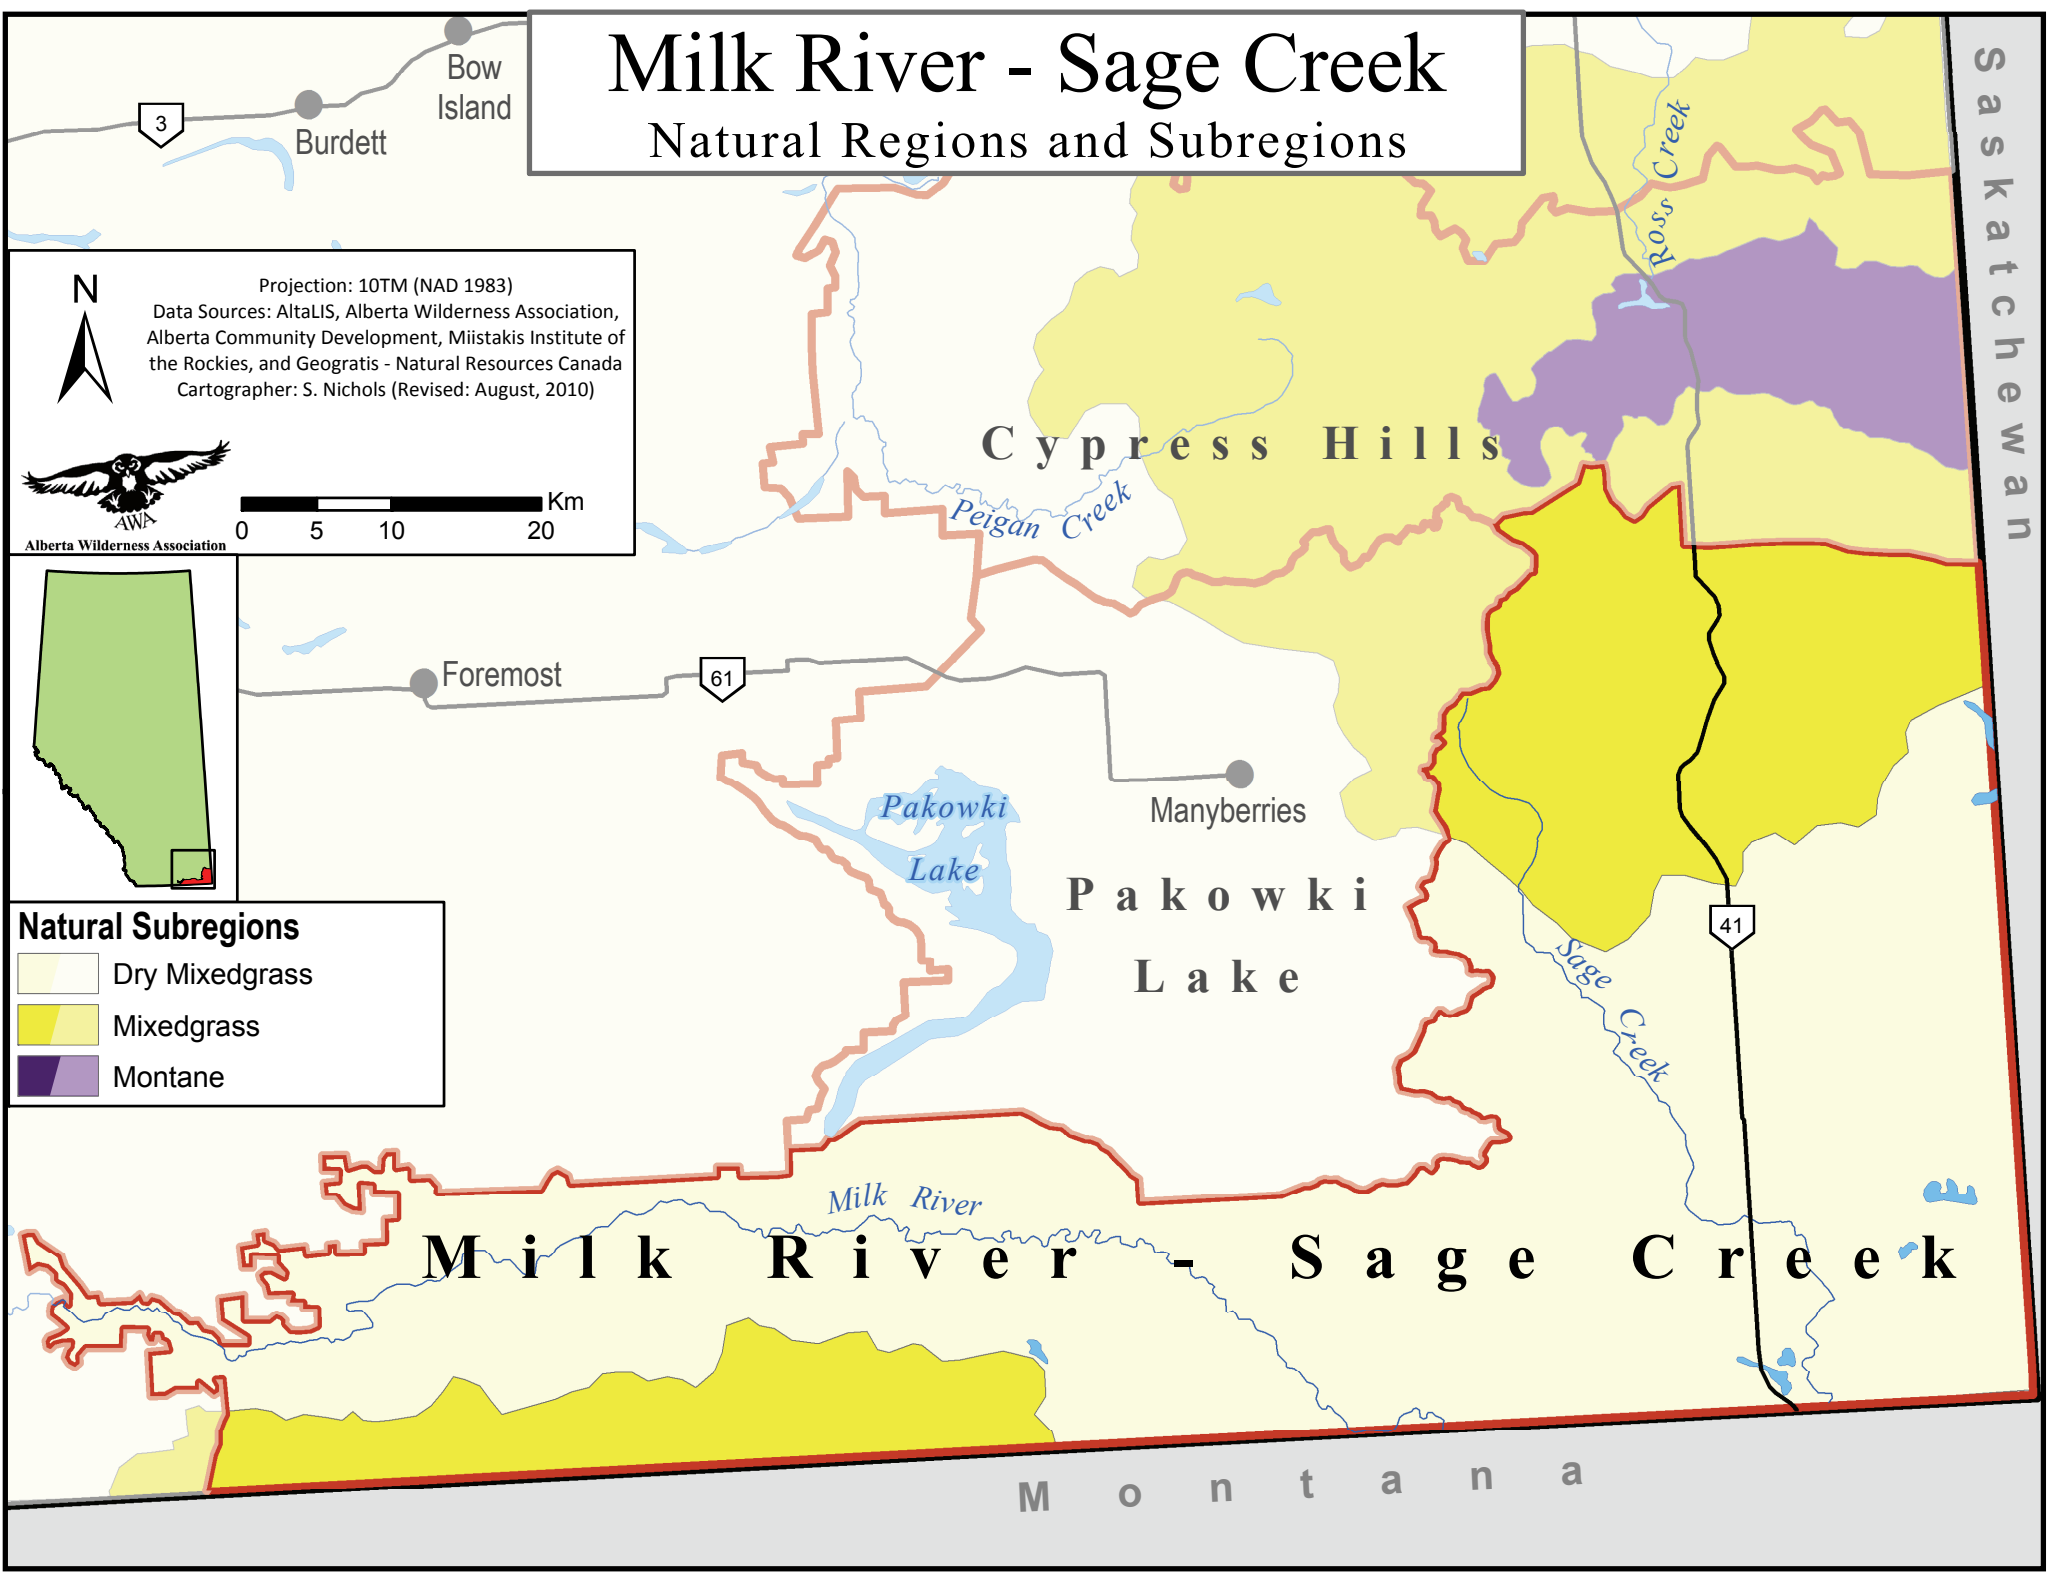 Milk River - Sage Creek
Natural Regions and Subregions
Bow
Island
3
Burdett
Ross Creek
Saskatchewan
N
Projection: 10TM (NAD 1983)
Data Sources: AltaLIS, Alberta Wilderness Association,
Alberta Community Development, Miistakis Institute of
the Rockies, and Geogratis - Natural Resources Canada
Cartographer: S. Nichols (Revised: August, 2010)
AWA
Alberta Wilderness Association
Km
0 5 10 20
Cypress Hills
Peigan Creek
Foremost
61
Pakowki
Lake
Manyberries
Pakowki
Lake
41
Sage Creek
Natural Subregions
Dry Mixedgrass
Mixedgrass
Montane
Milk River
Milk River - Sage Creek
Montana